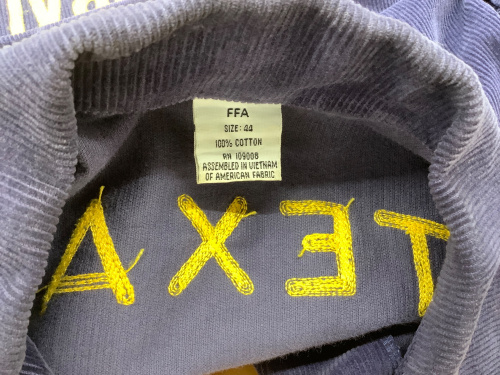 FFA
SIZE: 44
100% COTTON
RN 109008
ASSEMBLED IN VIETNAM
OF AMERICAN FABRIC
TEXA